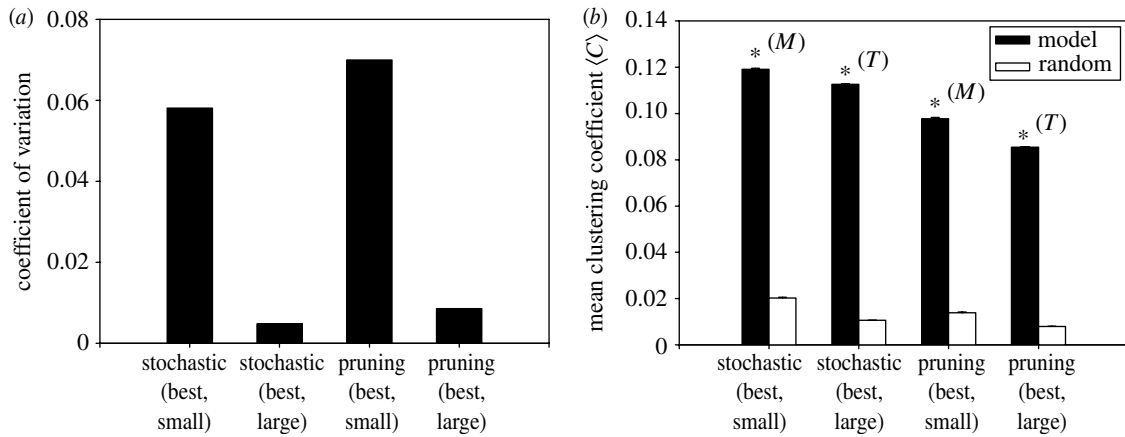 (a)
0.08
0.06
0.04
0.02
0
coefficient of variation
stochastic (best, small)
stochastic (best, large)
pruning (best, small)
pruning (best, large)
(b)
0.14
0.12
0.10
0.08
0.06
0.04
0.02
0
mean clustering coefficient ⟨C⟩
* (M)
* (T)
* (M)
* (T)
model
random
stochastic (best, small)
stochastic (best, large)
pruning (best, small)
pruning (best, large)